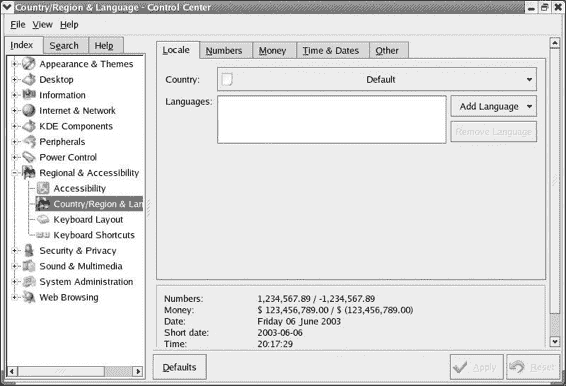 Country/Region & Language - Control Center
File View Help
Index Search Help
Appearance & Themes
Desktop
Information
Internet & Network
KDE Components
Peripherals
Power Control
Regional & Accessibility
Accessibility
Country/Region & Lan
Keyboard Layout
Keyboard Shortcuts
Security & Privacy
Sound & Multimedia
System Administration
Web Browsing
Locale Numbers Money Time & Dates Other
Country: Default
Languages: Add Language
Remove Language
Numbers: 1,234,567.89 / -1,234,567.89
Money: $ 123,456,789.00 / $ (123,456,789.00)
Date: Friday 06 June 2003
Short date: 2003-06-06
Time: 20:17:29
Defaults Apply Reset